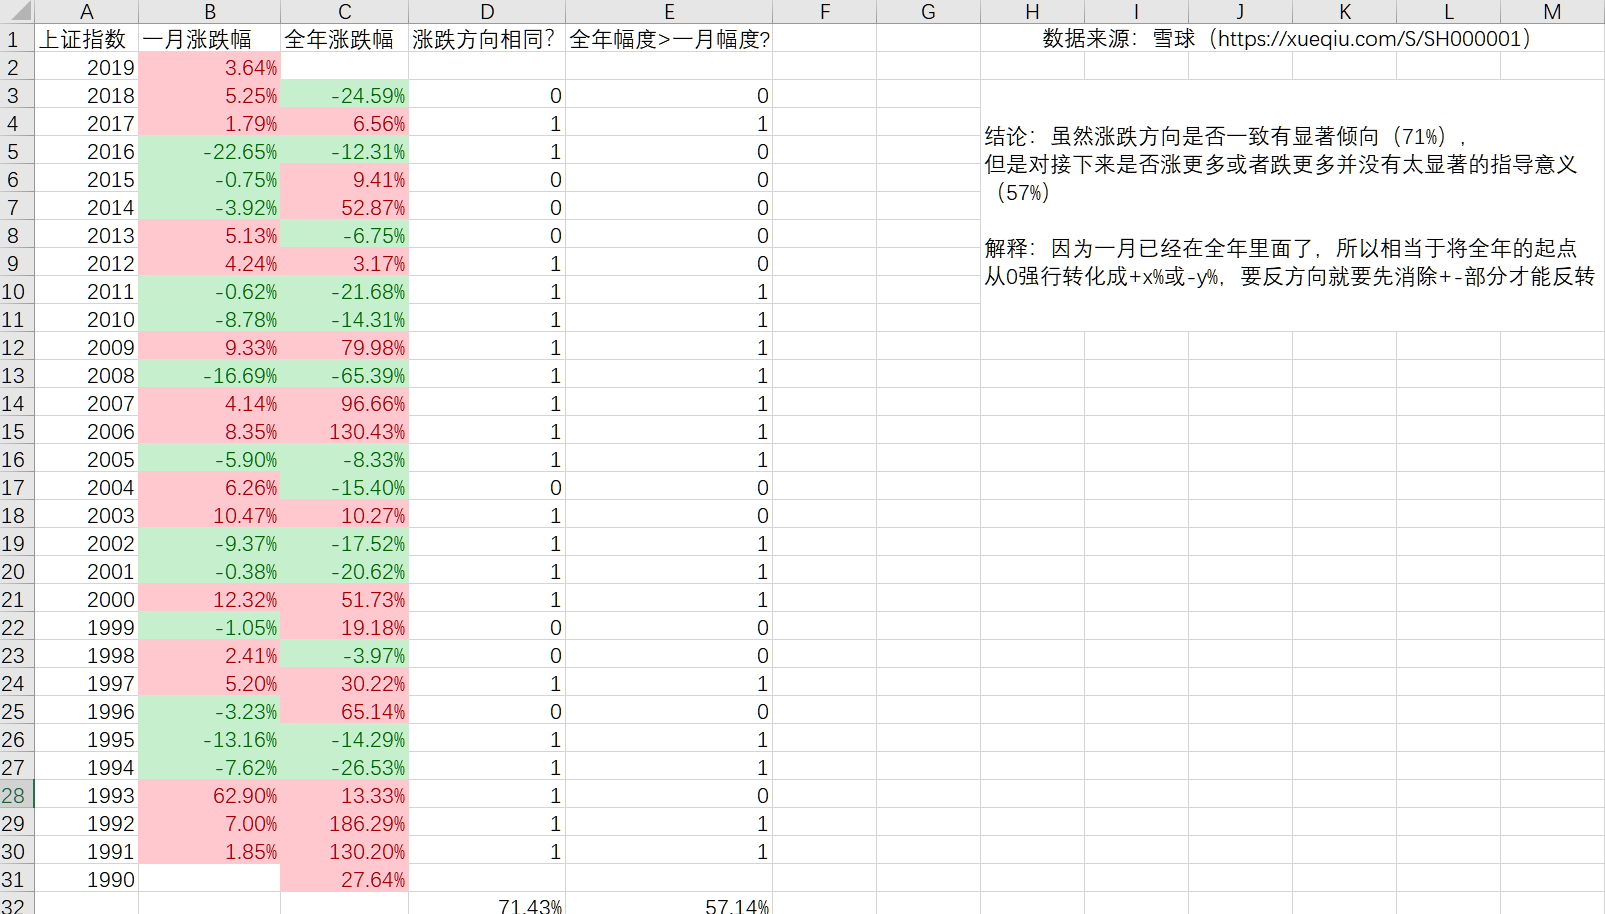 A B C D E F G H I J K L M
1 上证指数 一月涨跌幅 全年涨跌幅 涨跌方向相同? 全年幅度>一月幅度? 数据来源：雪球（https://xueqiu.com/S/SH000001）
2 2019 3.64%
3 2018 5.25% -24.59% 0 0
4 2017 1.79% 6.56% 1 1
5 2016 -22.65% -12.31% 1 0
6 2015 -0.75% 9.41% 0 0
7 2014 -3.92% 52.87% 0 0
8 2013 5.13% -6.75% 0 0
9 2012 4.24% 3.17% 1 0
10 2011 -0.62% -21.68% 1 1
11 2010 -8.78% -14.31% 1 1
12 2009 9.33% 79.98% 1 1
13 2008 -16.69% -65.39% 1 1
14 2007 4.14% 96.66% 1 1
15 2006 8.35% 130.43% 1 1
16 2005 -5.90% -8.33% 1 1
17 2004 6.26% -15.40% 0 0
18 2003 10.47% 10.27% 1 0
19 2002 -9.37% -17.52% 1 1
20 2001 -0.38% -20.62% 1 1
21 2000 12.32% 51.73% 1 1
22 1999 -1.05% 19.18% 0 0
23 1998 2.41% -3.97% 0 0
24 1997 5.20% 30.22% 1 1
25 1996 -3.23% 65.14% 0 0
26 1995 -13.16% -14.29% 1 1
27 1994 -7.62% -26.53% 1 1
28 1993 62.90% 13.33% 1 0
29 1992 7.00% 186.29% 1 1
30 1991 1.85% 130.20% 1 1
31 1990 27.64%
32 71.43% 57.14%
结论：虽然涨跌方向是否一致有显著倾向（71%），
但是对接下来是否涨更多或者跌更多并没有太显著的指导意义
（57%）
解释：因为一月已经在全年里面了，所以相当于将全年的起点
从0强行转化成+x%或-y%，要反方向就要先消除+-部分才能反转